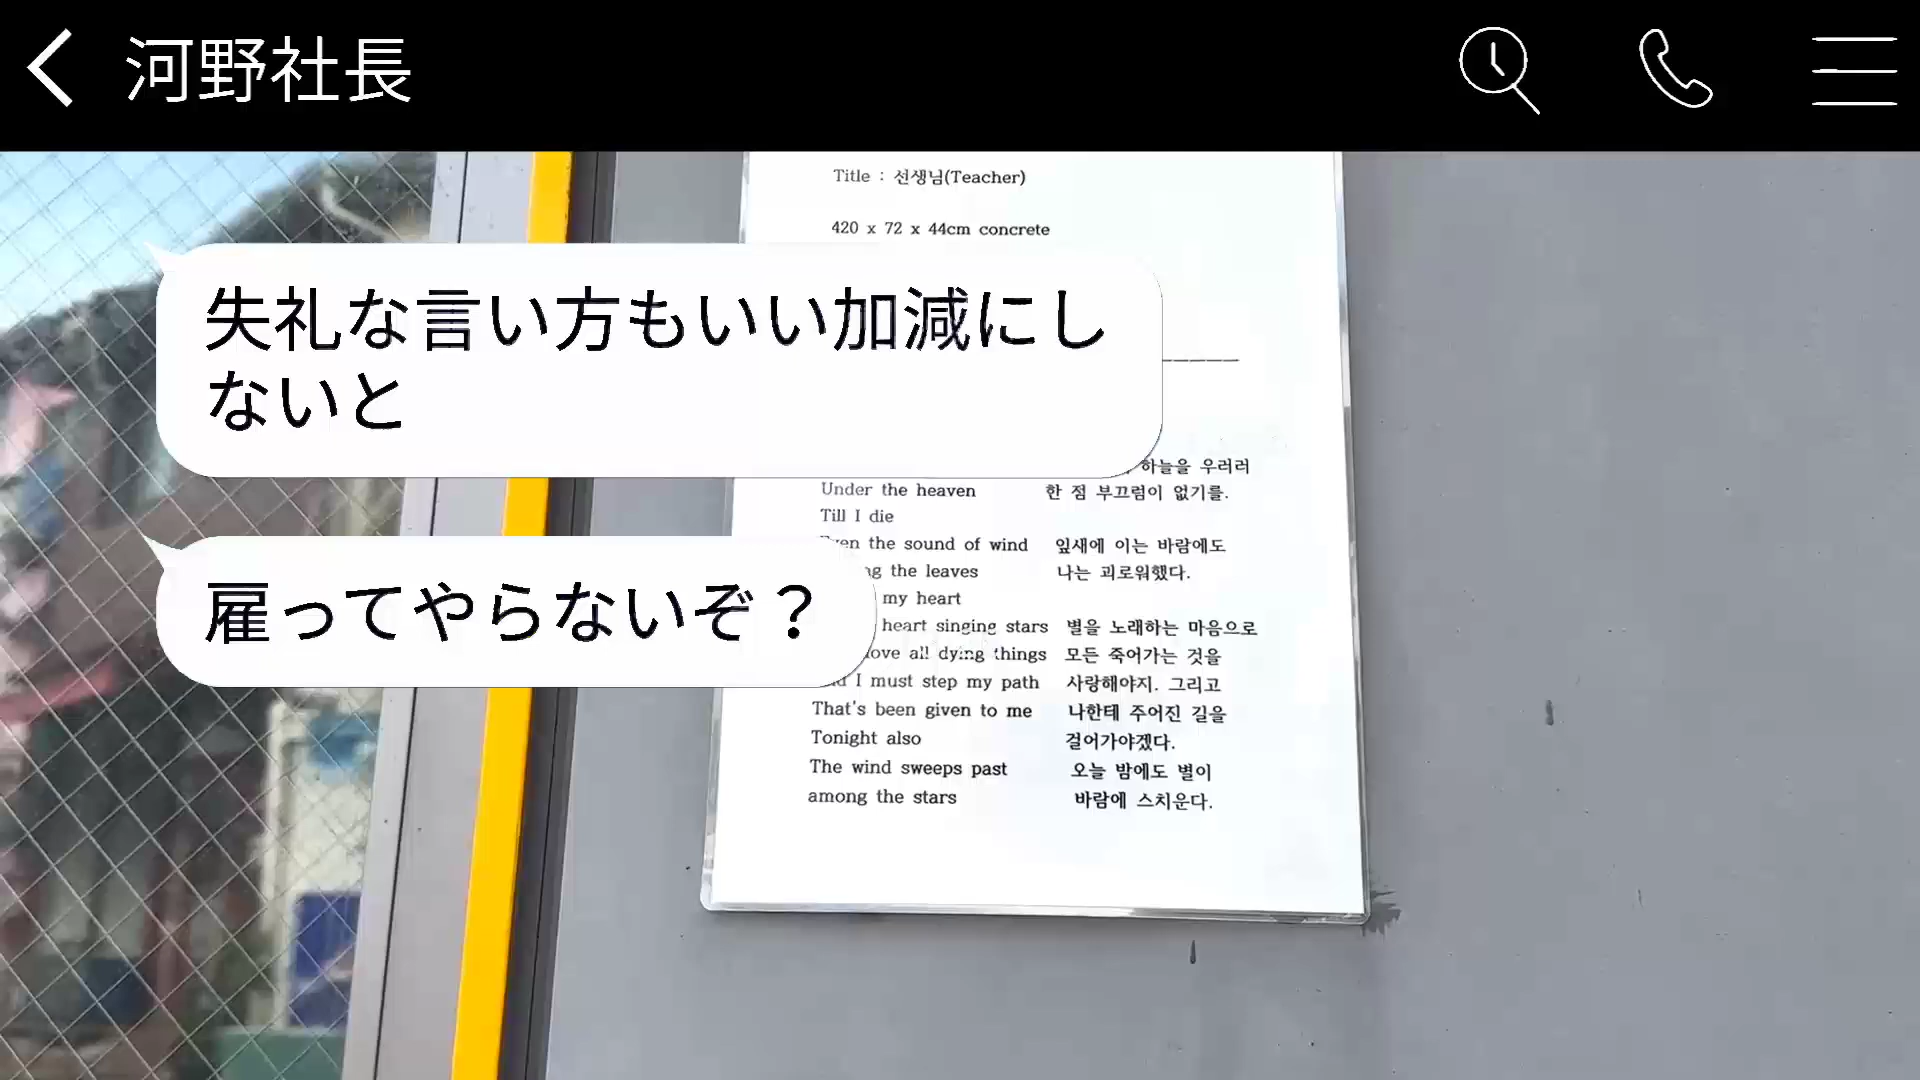 河野社長
Title : 선생님(Teacher)
420 x 72 x 44cm concrete
失礼な言い方もいい加減にし
ないと
하늘을 우러러
Under the heaven 한 점 부끄럼이 없기를.
Till I die
the sound of wind 잎새에 이는 바람에도
the leaves 나는 괴로워했다.
雇ってやらないぞ？
my heart
heart singing stars 별을 노래하는 마음으로
all dying things 모든 죽어가는 것을
I must step my path 사랑해야지. 그리고
That's been given to me 나한테 주어진 길을
Tonight also 걸어가야겠다.
The wind sweeps past 오늘 밤에도 별이
among the stars 바람에 스치운다.